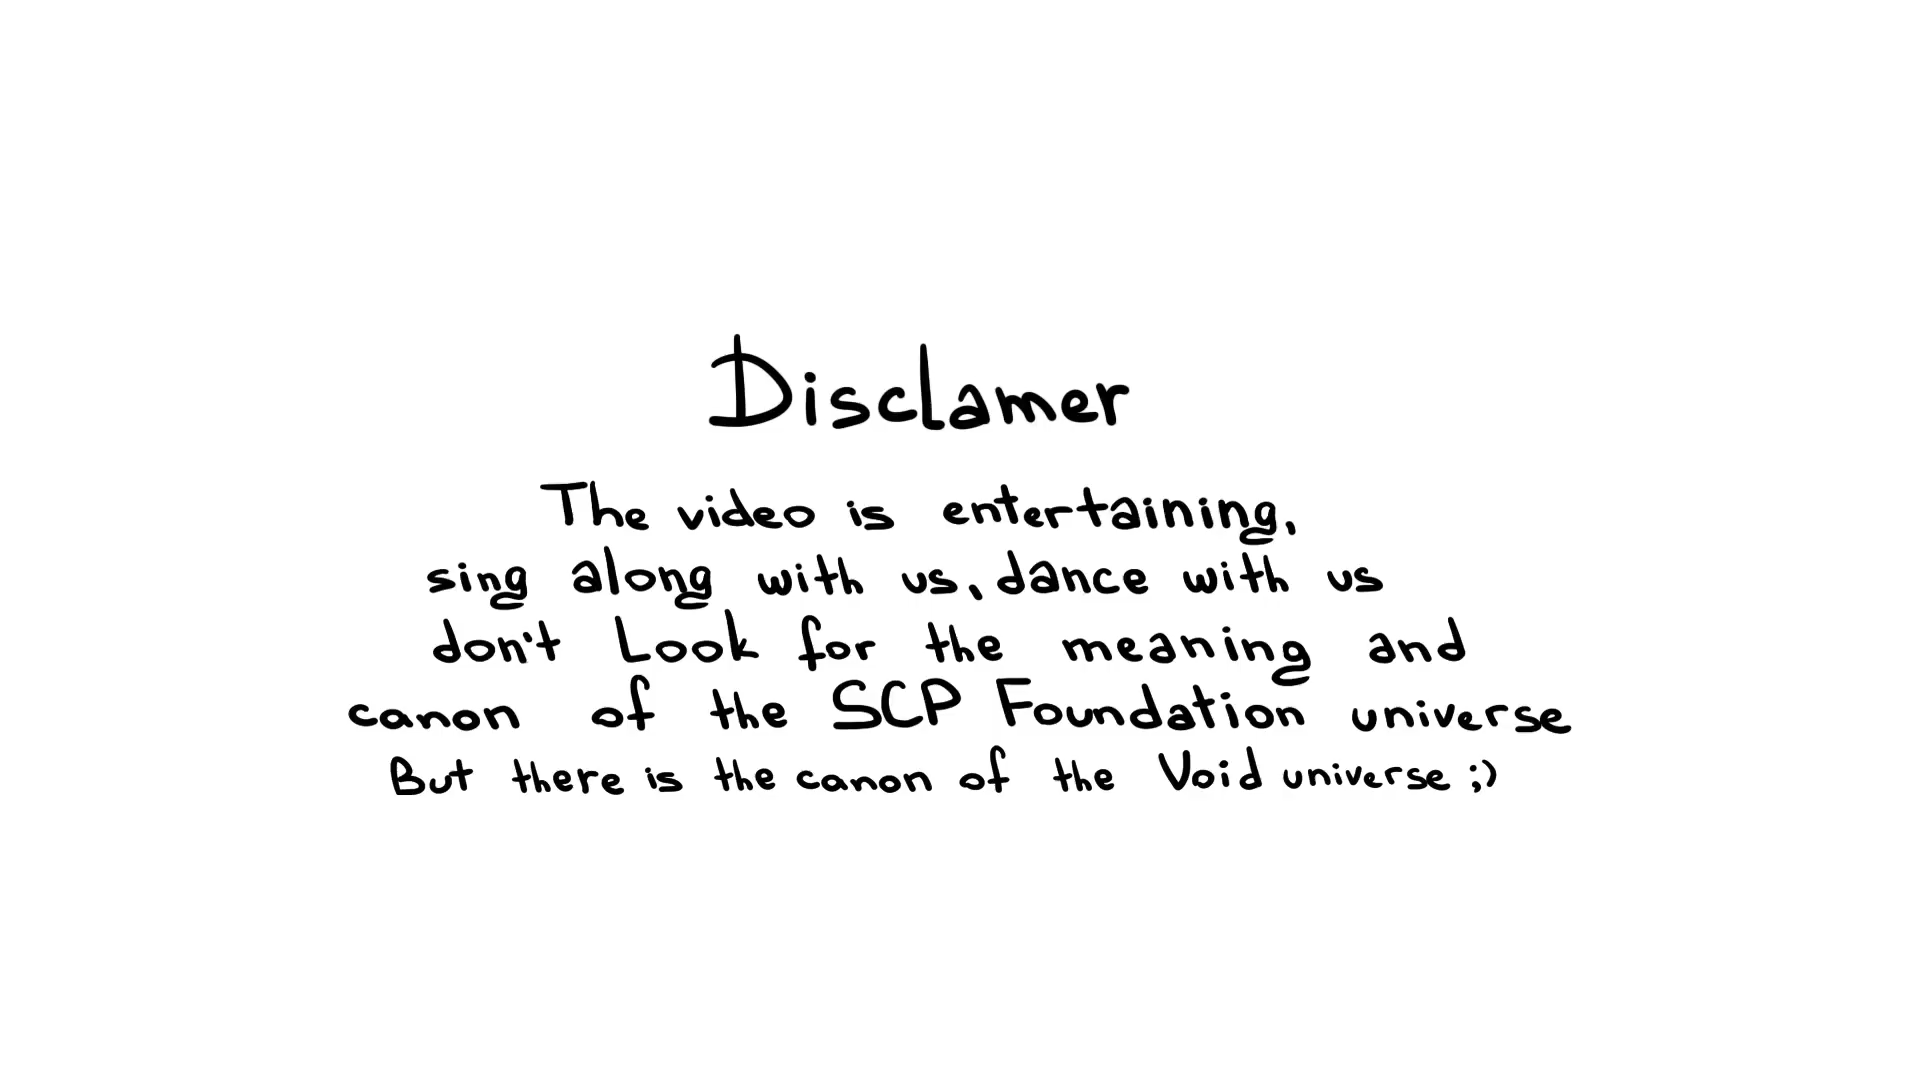 Disclamer
The video is entertaining,
sing along with us, dance with us
don't Look for the meaning and
canon of the SCP Foundation universe
But there is the canon of the Void universe ;)